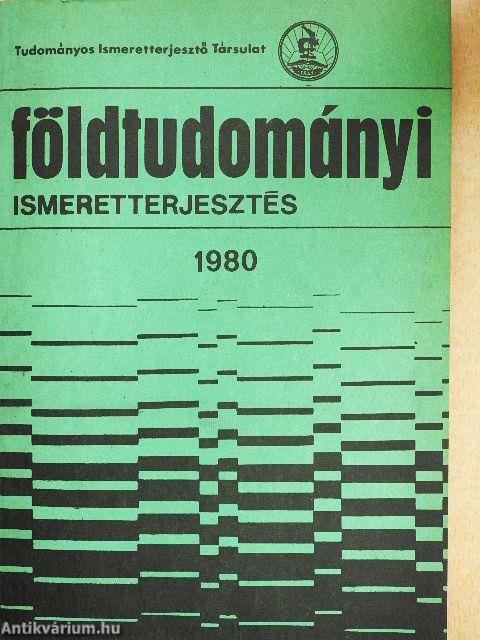 Tudományos Ismeretterjesztő Társulat
földtudományi
ISMERETTERJESZTÉS
1980
Antikvárium.hu